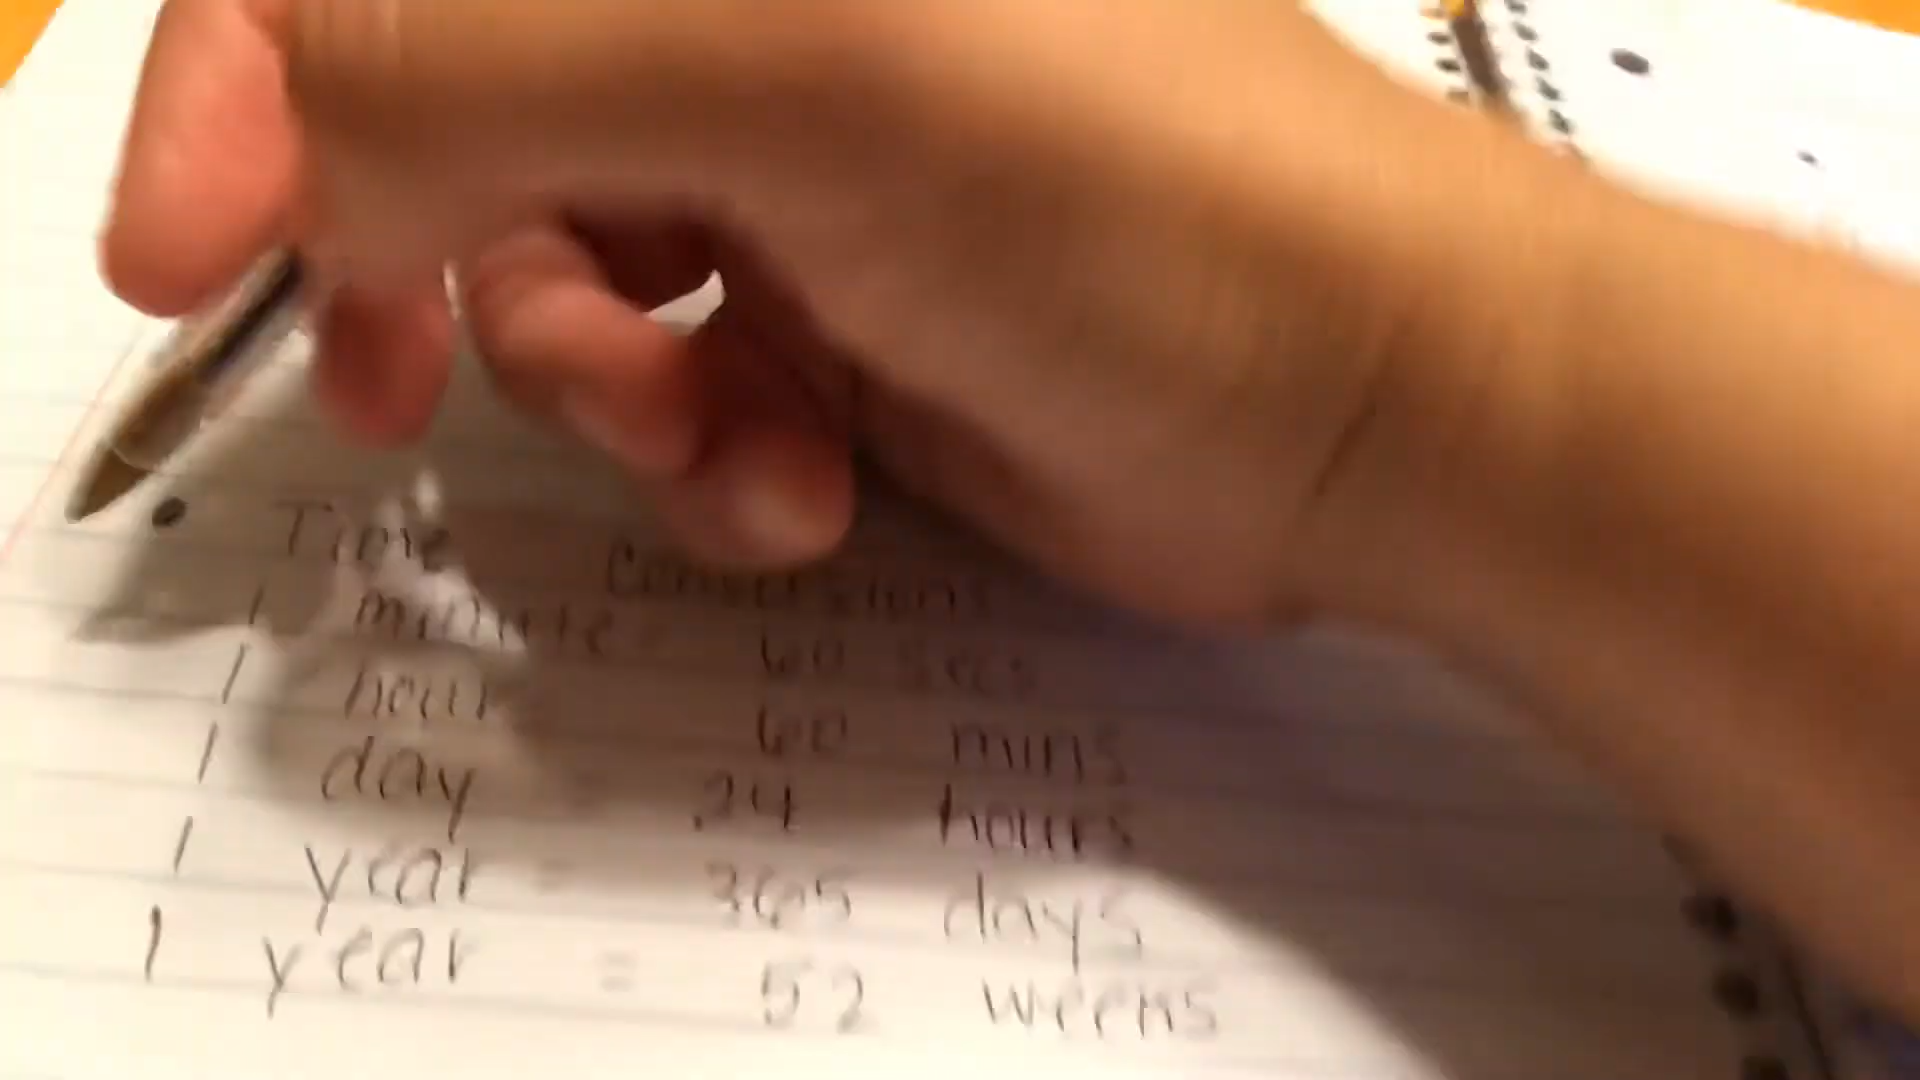 • Time Conversions
1 minute = 60 secs
1 hour 60 mins
1 day = 24 hours
1 year = 365 days
1 year = 52 weeks